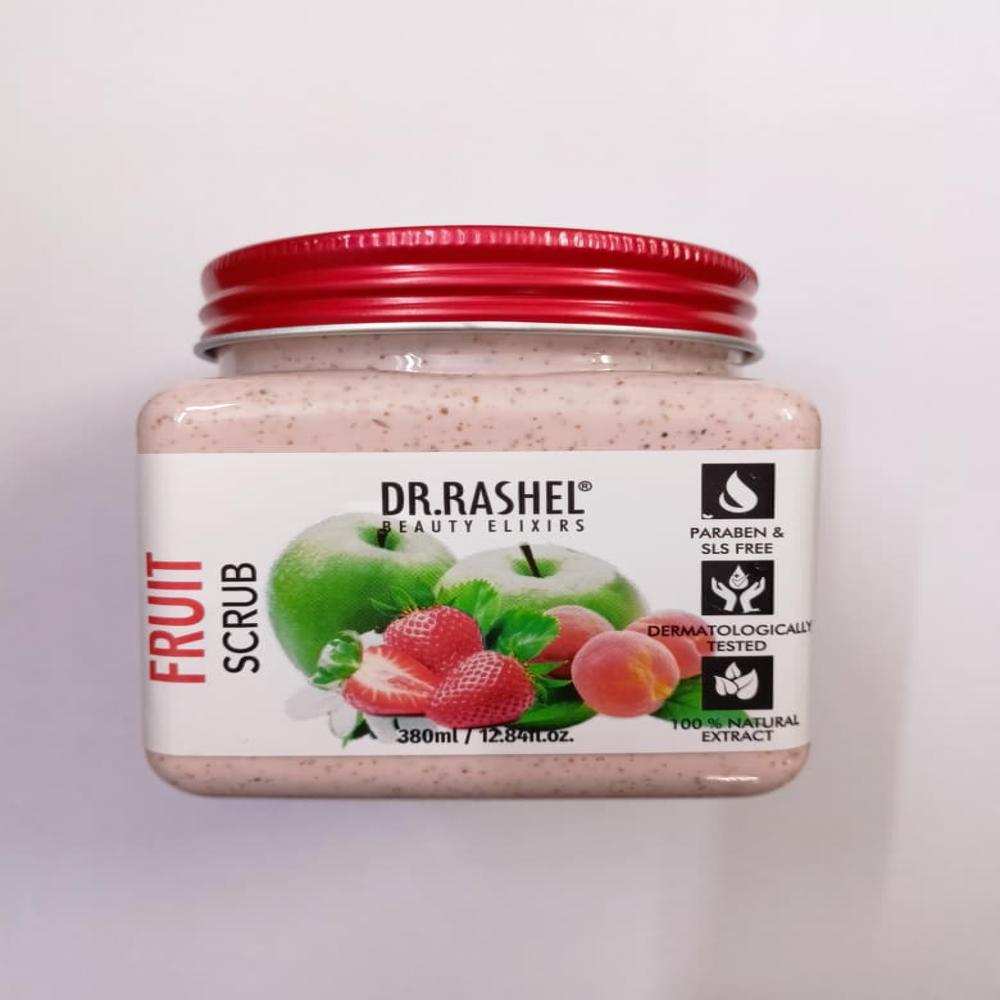 DR.RASHEL®
BEAUTY ELIXIRS
FRUIT
SCRUB
PARABEN &
SLS FREE
DERMATOLOGICALLY
TESTED
100 % NATURAL
EXTRACT
380ml / 12.84fl.oz.